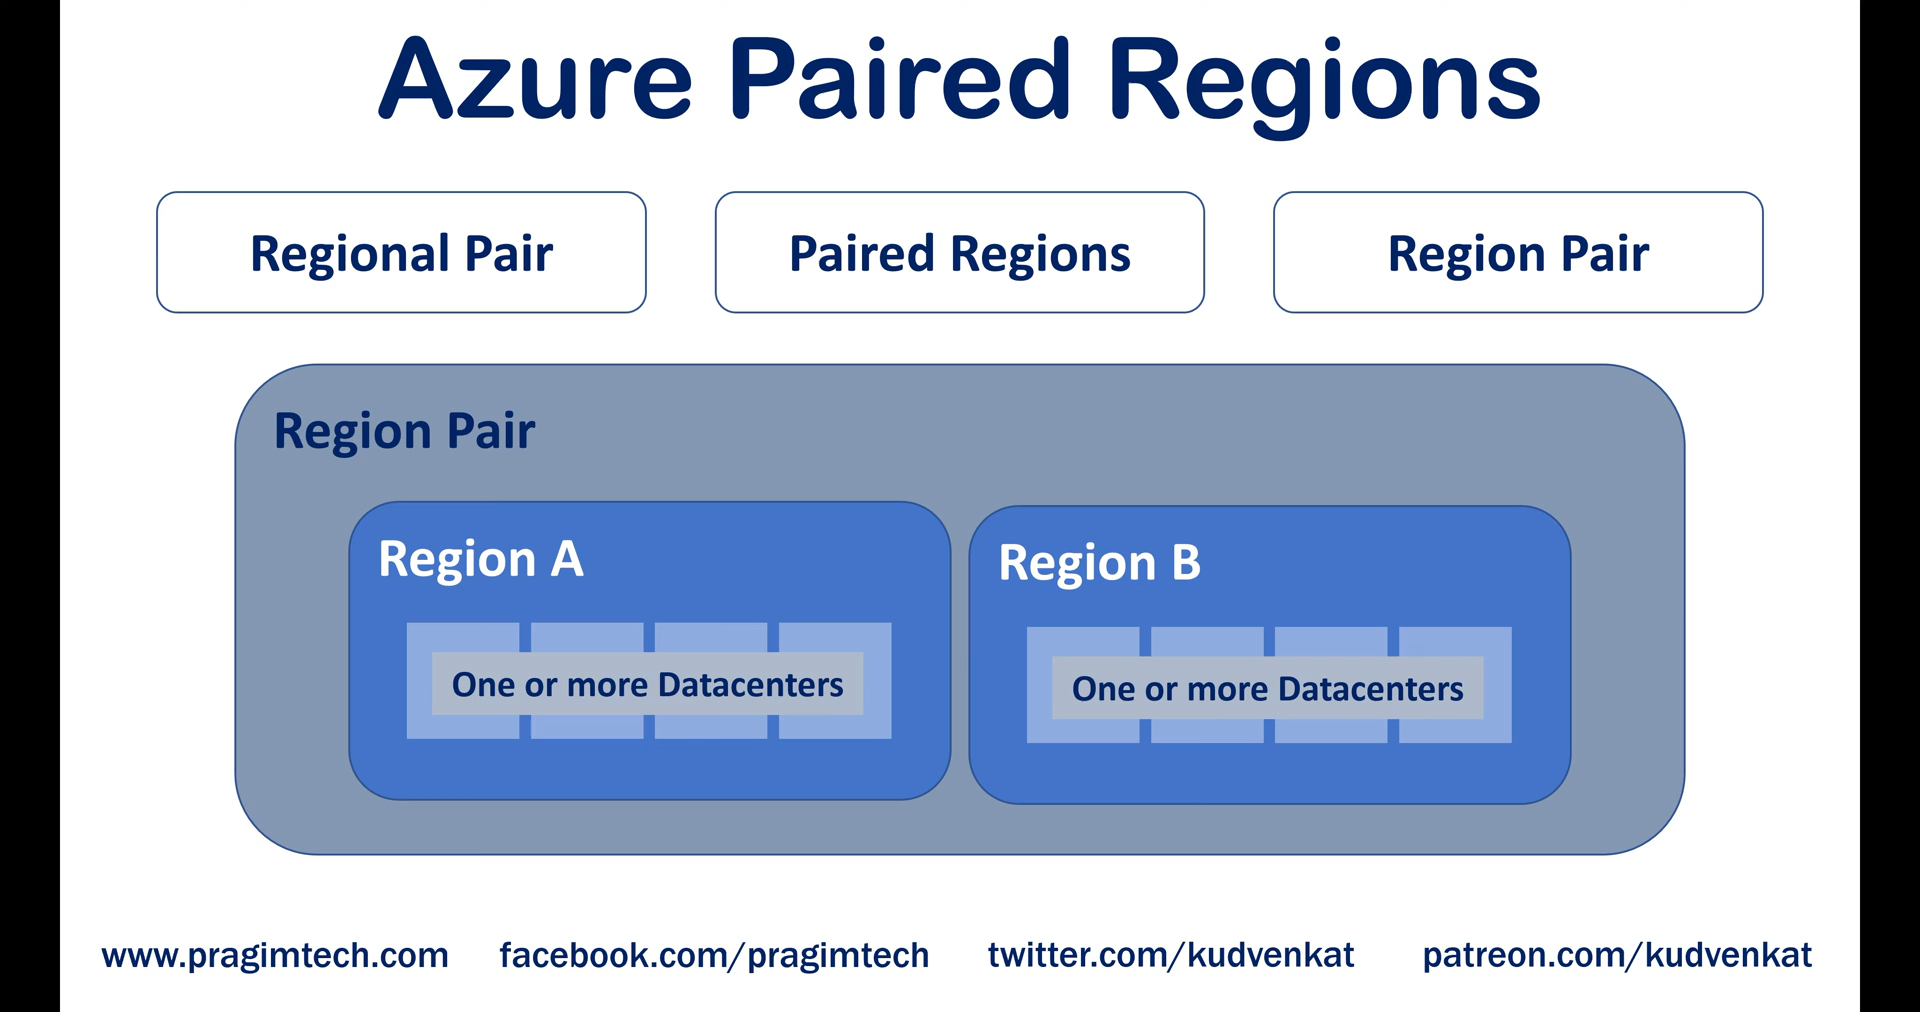 Azure Paired Regions
Regional Pair
Paired Regions
Region Pair
Region Pair
Region A
One or more Datacenters
Region B
One or more Datacenters
www.pragimtech.com
facebook.com/pragimtech
twitter.com/kudvenkat
patreon.com/kudvenkat